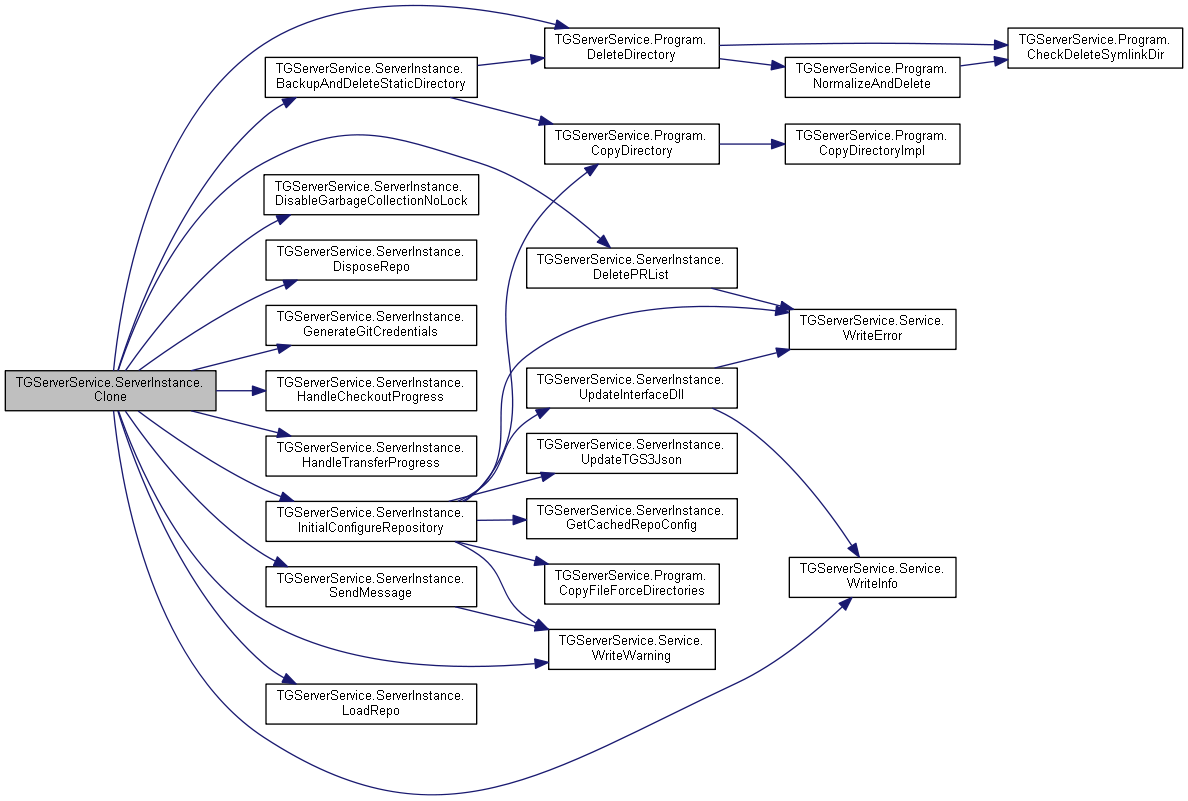 TGServerService.ServerInstance.
Clone
TGServerService.ServerInstance.
BackupAndDeleteStaticDirectory
TGServerService.ServerInstance.
DisableGarbageCollectionNoLock
TGServerService.ServerInstance.
DisposeRepo
TGServerService.ServerInstance.
GenerateGitCredentials
TGServerService.ServerInstance.
HandleCheckoutProgress
TGServerService.ServerInstance.
HandleTransferProgress
TGServerService.ServerInstance.
InitialConfigureRepository
TGServerService.ServerInstance.
SendMessage
TGServerService.ServerInstance.
LoadRepo
TGServerService.Program.
DeleteDirectory
TGServerService.Program.
CopyDirectory
TGServerService.ServerInstance.
DeletePRList
TGServerService.ServerInstance.
UpdateInterfaceDll
TGServerService.ServerInstance.
UpdateTGS3Json
TGServerService.ServerInstance.
GetCachedRepoConfig
TGServerService.Program.
CopyFileForceDirectories
TGServerService.Service.
WriteWarning
TGServerService.Program.
NormalizeAndDelete
TGServerService.Program.
CopyDirectoryImpl
TGServerService.Service.
WriteError
TGServerService.Service.
WriteInfo
TGServerService.Program.
CheckDeleteSymlinkDir